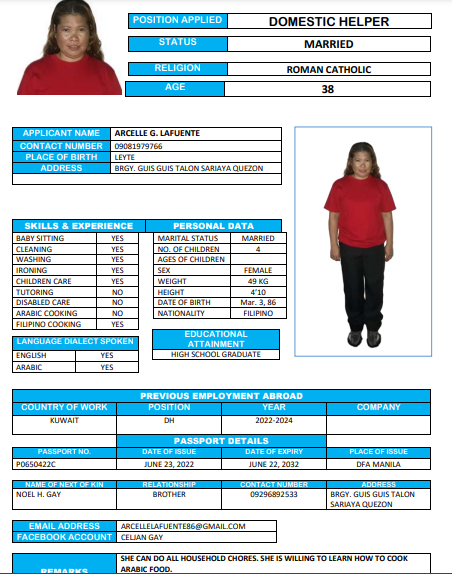 POSITION APPLIED DOMESTIC HELPER
STATUS MARRIED
RELIGION ROMAN CATHOLIC
AGE 38
APPLICANT NAME ARCELLE G. LAFUENTE
CONTACT NUMBER 09081979766
PLACE OF BIRTH LEYTE
ADDRESS BRGY. GUIS GUIS TALON SARIAYA QUEZON
SKILLS & EXPERIENCE
BABY SITTING YES
CLEANING YES
WASHING YES
IRONING YES
CHILDREN CARE YES
TUTORING NO
DISABLED CARE NO
ARABIC COOKING NO
FILIPINO COOKING YES
LANGUAGE DIALECT SPOKEN
ENGLISH YES
ARABIC YES
PERSONAL DATA
MARITAL STATUS MARRIED
NO. OF CHILDREN 4
AGES OF CHILDREN
SEX FEMALE
WEIGHT 49 KG
HEIGHT 4'10
DATE OF BIRTH Mar. 3, 86
NATIONALITY FILIPINO
EDUCATIONAL
ATTAINMENT
HIGH SCHOOL GRADUATE
PREVIOUS EMPLOYMENT ABROAD
COUNTRY OF WORK POSITION YEAR COMPANY
KUWAIT DH 2022-2024
PASSPORT DETAILS
PASSPORT NO. DATE OF ISSUE DATE OF EXPIRY PLACE OF ISSUE
P0650422C JUNE 23, 2022 JUNE 22, 2032 DFA MANILA
NAME OF NEXT OF KIN RELATIONSHIP CONTACT NUMBER ADDRESS
NOEL H. GAY BROTHER 09296892533 BRGY. GUIS GUIS TALON
SARIAYA QUEZON
EMAIL ADDRESS ARCELLELAFUENTE86@GMAIL.COM
FACEBOOK ACCOUNT CELJAN GAY
REMARKS SHE CAN DO ALL HOUSEHOLD CHORES. SHE IS WILLING TO LEARN HOW TO COOK
ARABIC FOOD.